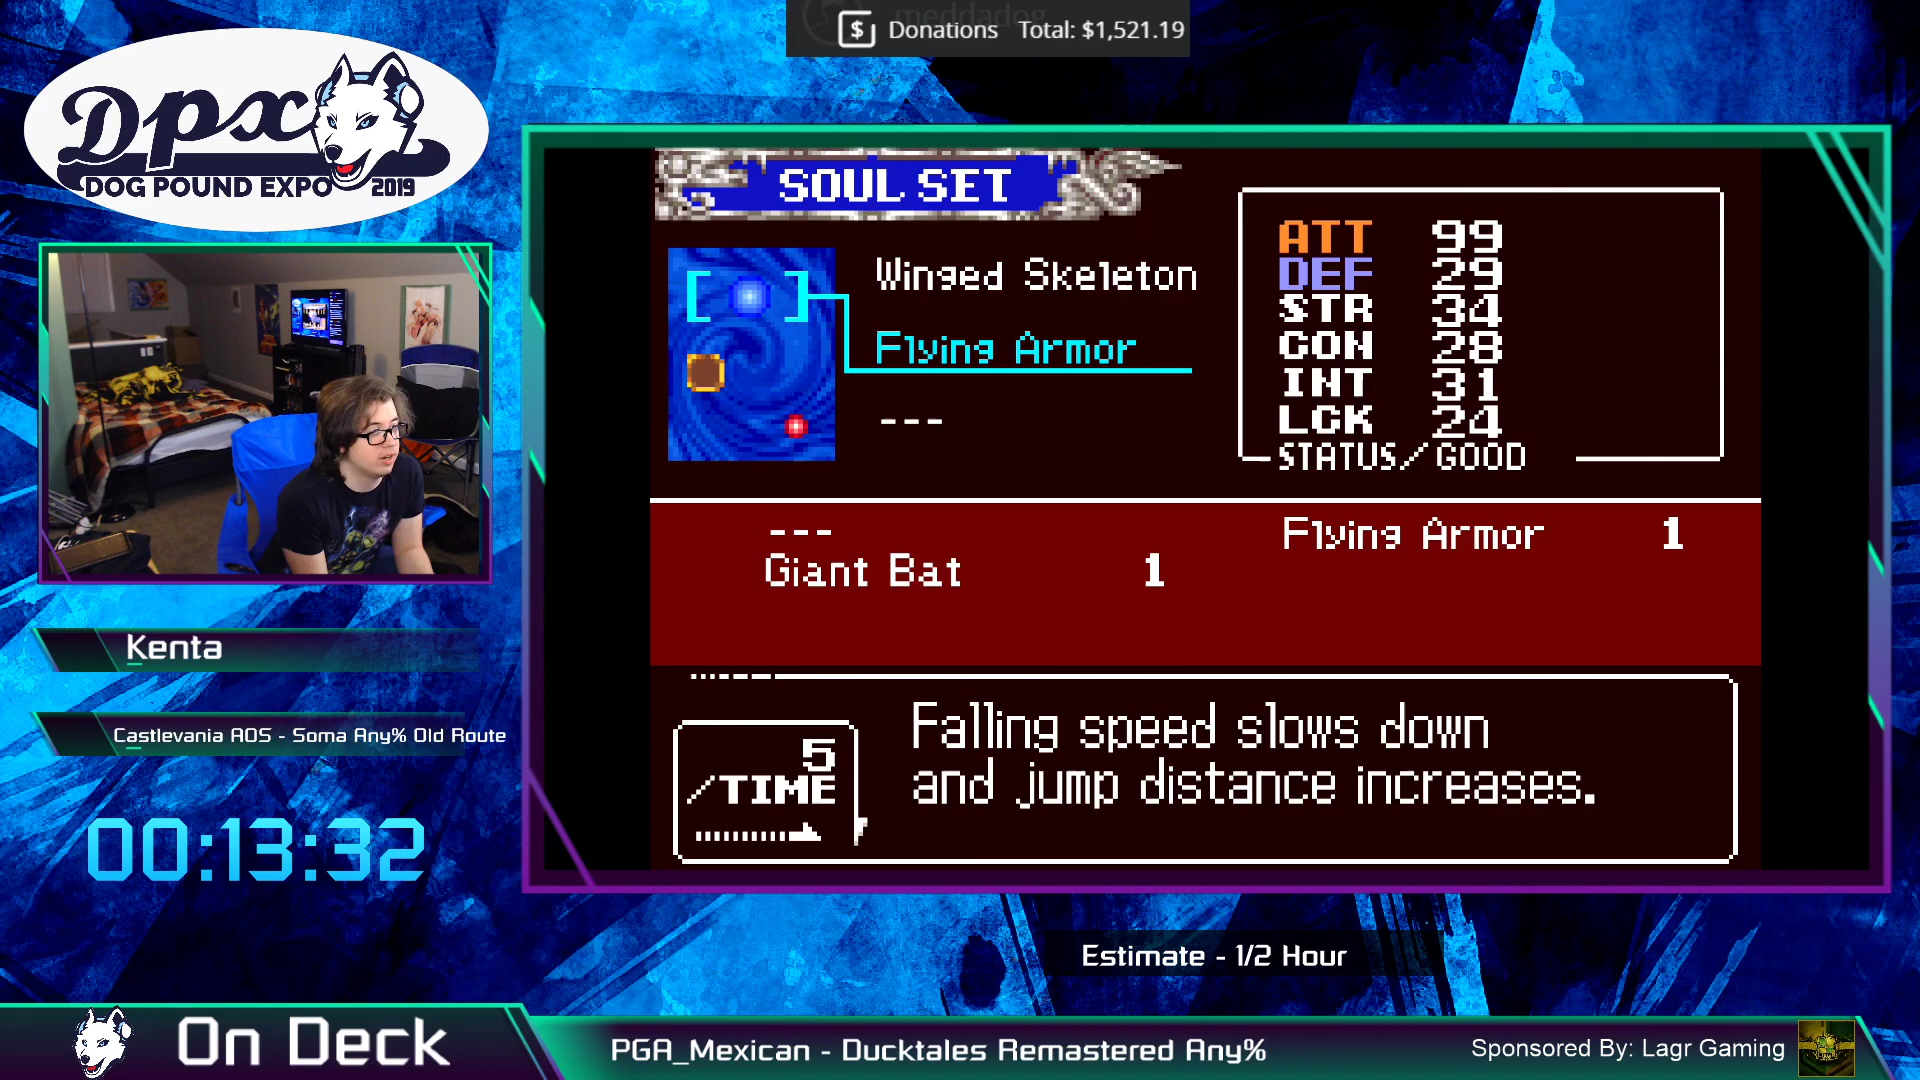 meddadog
$ Donations Total: $1,521.19
Dpx
DOG POUND EXPO 2019
SOUL SET
Winged Skeleton
Flying Armor
---
ATT 99
DEF 29
STR 34
CON 28
INT 31
LCK 24
STATUS/GOOD
---
Flying Armor 1
Giant Bat 1
5
/TIME
Falling speed slows down
and jump distance increases.
Kenta
Castlevania AOS - Soma Any% Old Route
00:13:32
Estimate - 1/2 Hour
On Deck
PGA_Mexican - Ducktales Remastered Any%
Sponsored By: Lagr Gaming